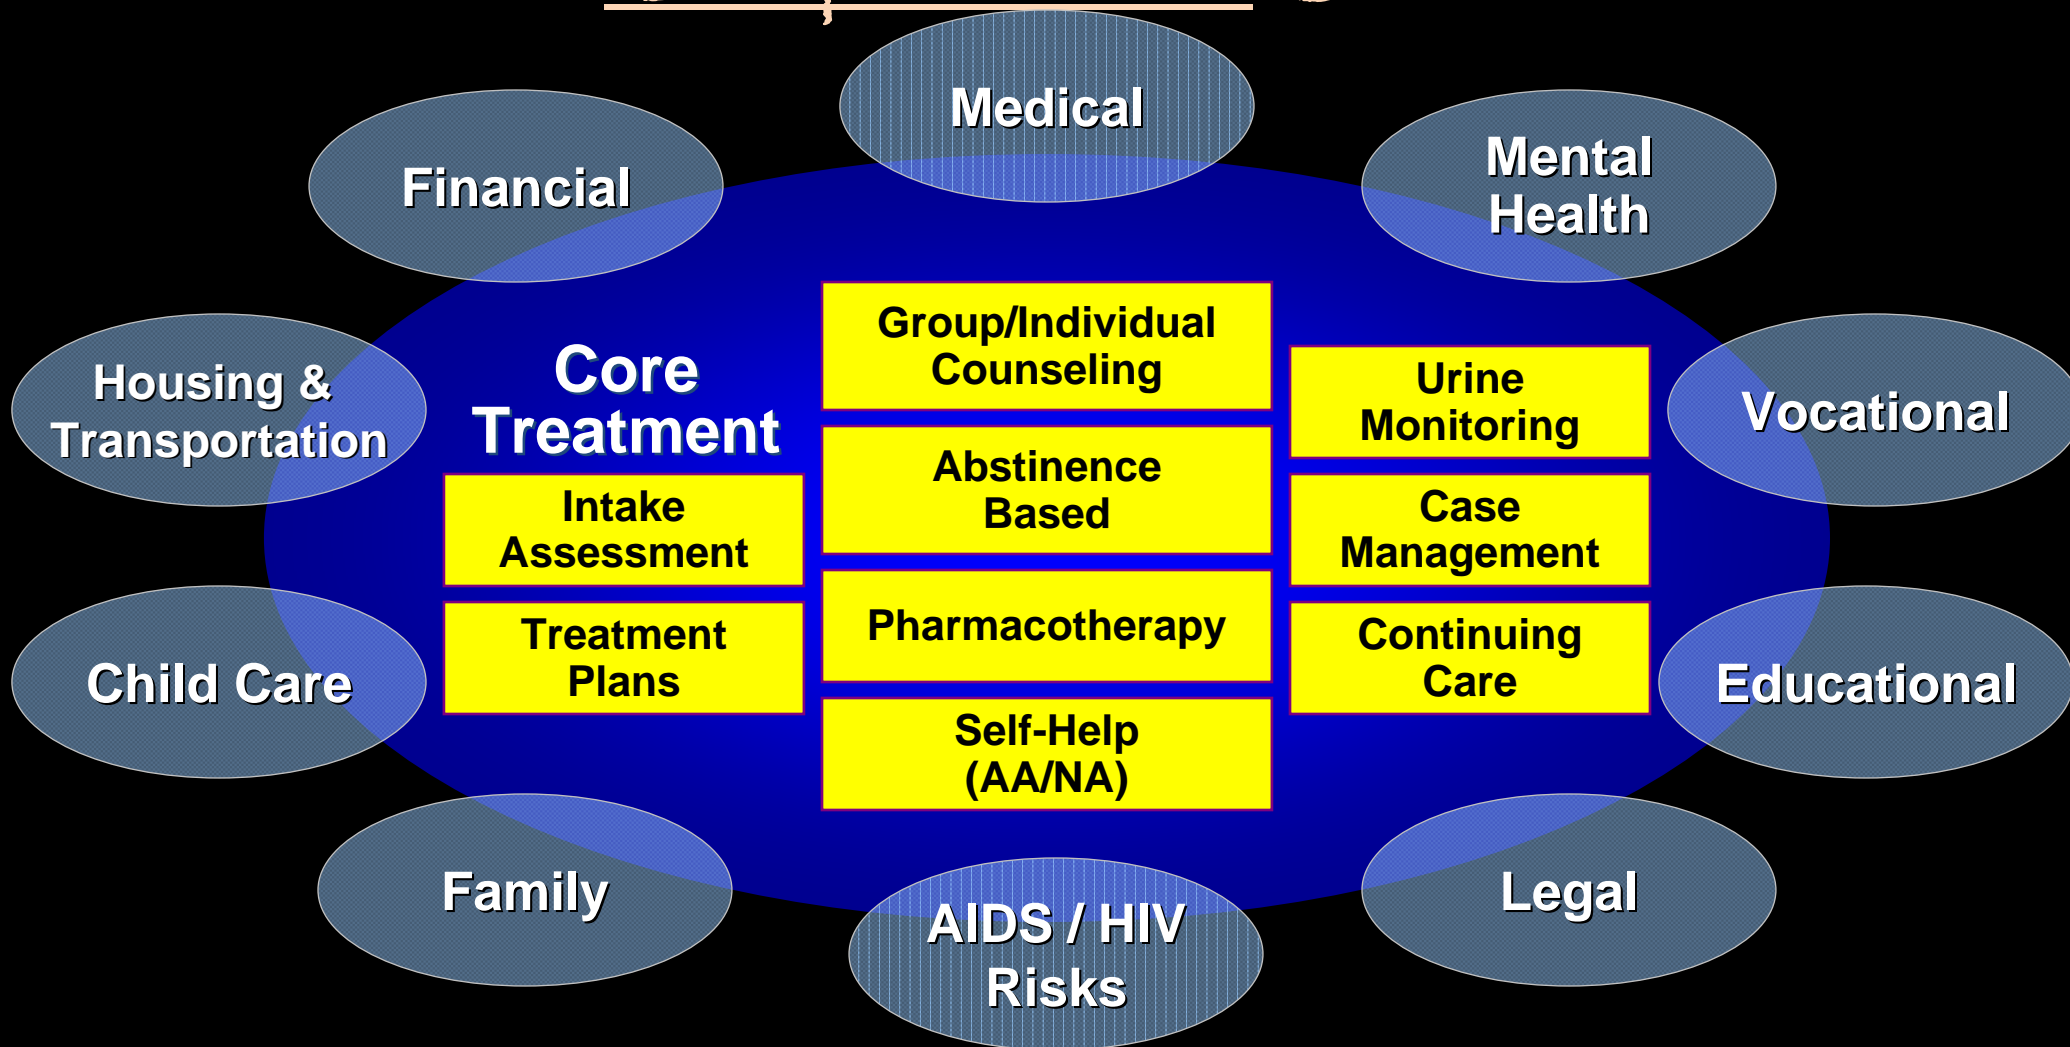 Medical
Financial
Mental
Health
Housing &
Transportation
Core
Treatment
Group/Individual
Counseling
Urine
Monitoring
Vocational
Abstinence
Based
Intake
Assessment
Case
Management
Pharmacotherapy
Treatment
Plans
Continuing
Care
Child Care
Educational
Self-Help
(AA/NA)
Family
AIDS / HIV
Risks
Legal